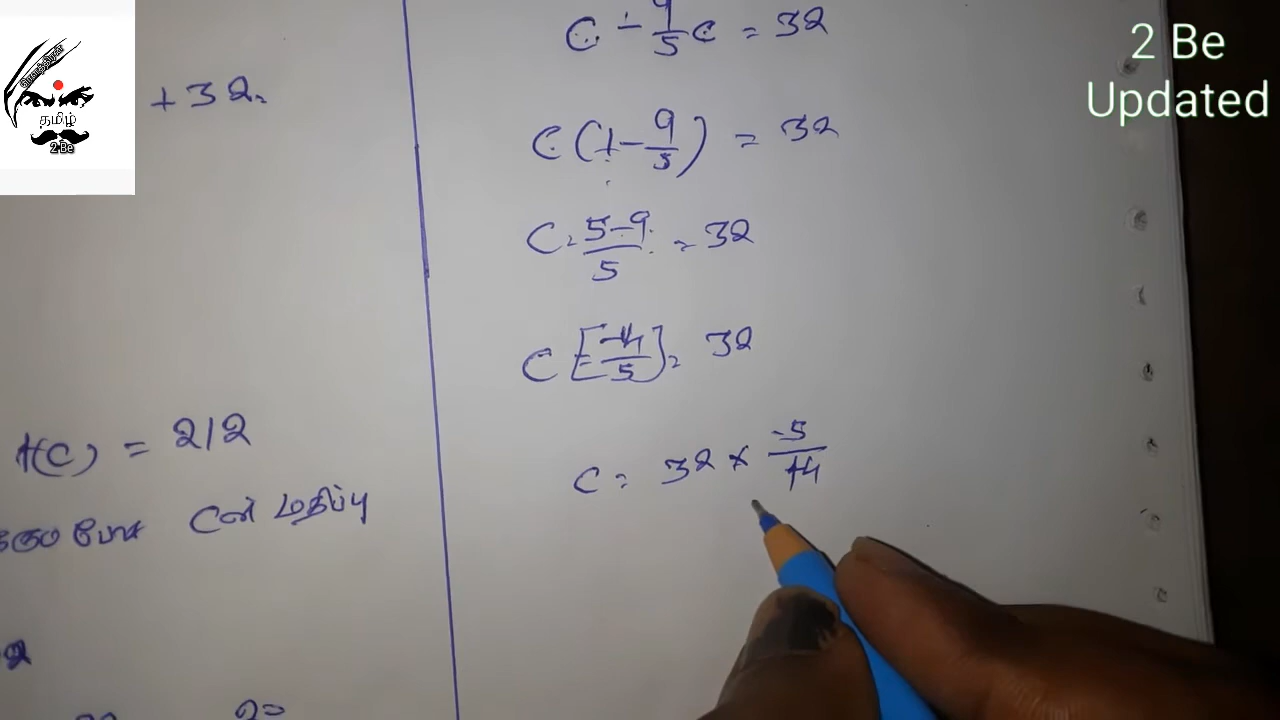 தமிழ்
2 Be
2 Be
Updated
+32.
t(C) = 212
போச Cன் மதிப்பு
C - 9/5 C = 32
C (1 - 9/5) = 32
C. 5-9/5 = 32
C [-4/5] = 32
C = 32 × -5/4